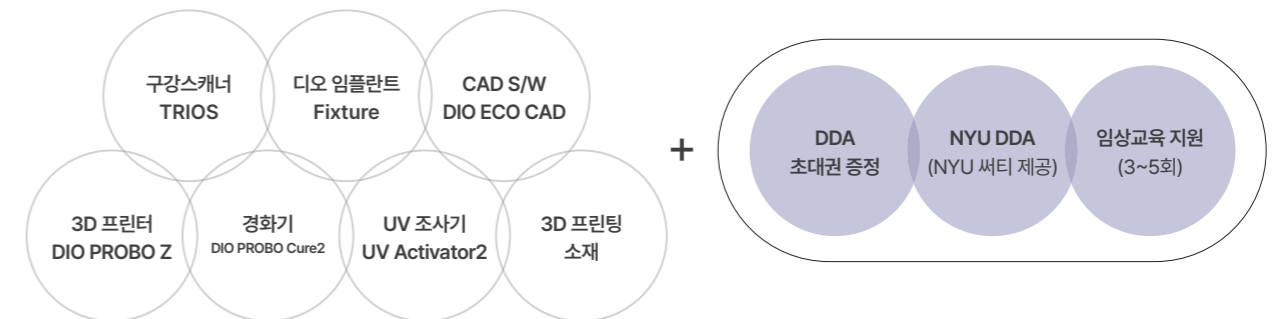 구강스캐너
TRIOS
디오 임플란트
Fixture
CAD S/W
DIO ECO CAD
3D 프린터
DIO PROBO Z
경화기
DIO PROBO Cure2
UV 조사기
UV Activator2
3D 프린팅
소재
+
DDA
초대권 증정
NYU DDA
(NYU 써티 제공)
임상교육 지원
(3~5회)